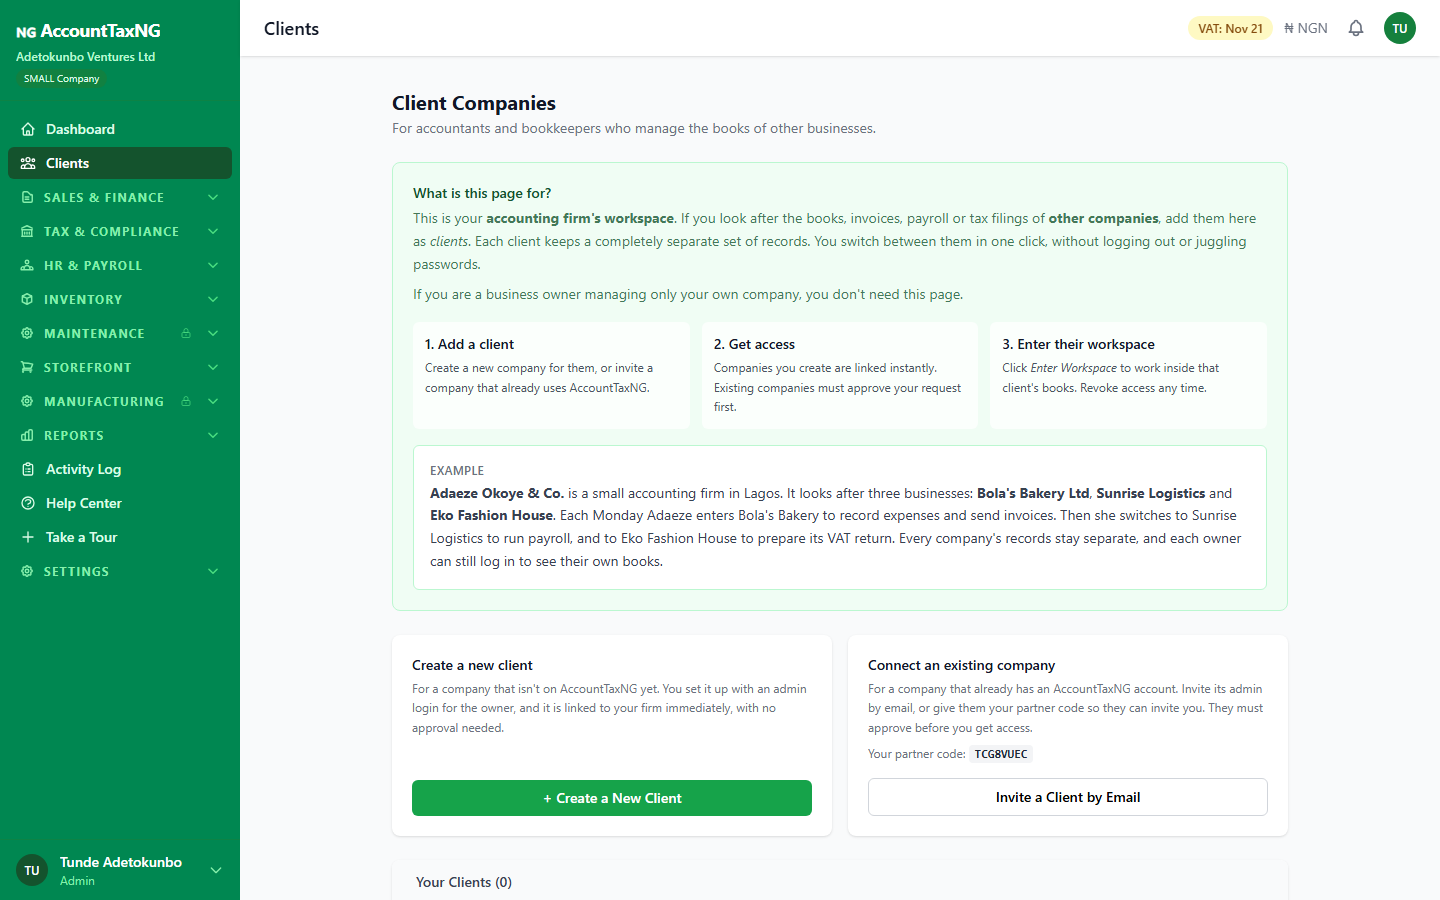 NG AccountTaxNG
Adetokunbo Ventures Ltd
SMALL Company
Dashboard
Clients
SALES & FINANCE
TAX & COMPLIANCE
HR & PAYROLL
INVENTORY
MAINTENANCE
STOREFRONT
MANUFACTURING
REPORTS
Activity Log
Help Center
Take a Tour
SETTINGS
TU
Tunde Adetokunbo
Admin
Clients
VAT: Nov 21
₦ NGN
TU
Client Companies
For accountants and bookkeepers who manage the books of other businesses.
What is this page for?
This is your accounting firm's workspace. If you look after the books, invoices, payroll or tax filings of other companies, add them here
as clients. Each client keeps a completely separate set of records. You switch between them in one click, without logging out or juggling
passwords.
If you are a business owner managing only your own company, you don't need this page.
1. Add a client
Create a new company for them, or invite a
company that already uses AccountTaxNG.
2. Get access
Companies you create are linked instantly.
Existing companies must approve your request
first.
3. Enter their workspace
Click Enter Workspace to work inside that
client's books. Revoke access any time.
EXAMPLE
Adaeze Okoye & Co. is a small accounting firm in Lagos. It looks after three businesses: Bola's Bakery Ltd, Sunrise Logistics and
Eko Fashion House. Each Monday Adaeze enters Bola's Bakery to record expenses and send invoices. Then she switches to Sunrise
Logistics to run payroll, and to Eko Fashion House to prepare its VAT return. Every company's records stay separate, and each owner
can still log in to see their own books.
Create a new client
For a company that isn't on AccountTaxNG yet. You set it up with an admin
login for the owner, and it is linked to your firm immediately, with no
approval needed.
+ Create a New Client
Connect an existing company
For a company that already has an AccountTaxNG account. Invite its admin
by email, or give them your partner code so they can invite you. They must
approve before you get access.
Your partner code: TCG8VUEC
Invite a Client by Email
Your Clients (0)